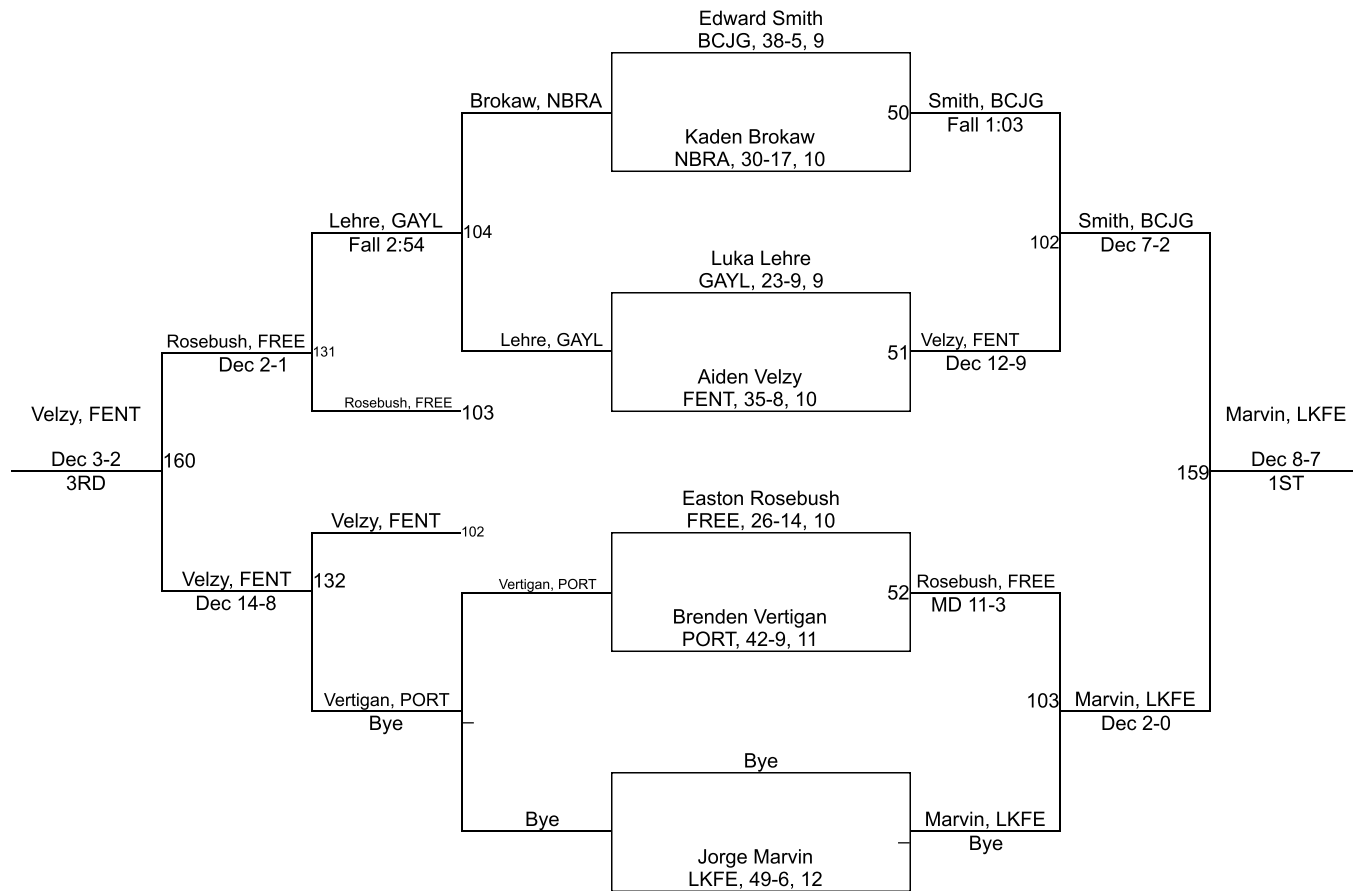 Edward Smith
BCJG, 38-5, 9
Brokaw, NBRA
50
Smith, BCJG
Fall 1:03
Kaden Brokaw
NBRA, 30-17, 10
Lehre, GAYL
Fall 2:54
104
102
Smith, BCJG
Dec 7-2
Luka Lehre
GAYL, 23-9, 9
Rosebush, FREE
Dec 2-1
131
Lehre, GAYL
51
Velzy, FENT
Dec 12-9
Aiden Velzy
FENT, 35-8, 10
Rosebush, FREE
103
Velzy, FENT
Dec 3-2
3RD
160
159
Marvin, LKFE
Dec 8-7
1ST
Easton Rosebush
FREE, 26-14, 10
Velzy, FENT
102
Velzy, FENT
Dec 14-8
132
Vertigan, PORT
52
Rosebush, FREE
MD 11-3
Brenden Vertigan
PORT, 42-9, 11
Vertigan, PORT
Bye
103
Marvin, LKFE
Dec 2-0
Bye
Bye
Marvin, LKFE
Bye
Jorge Marvin
LKFE, 49-6, 12